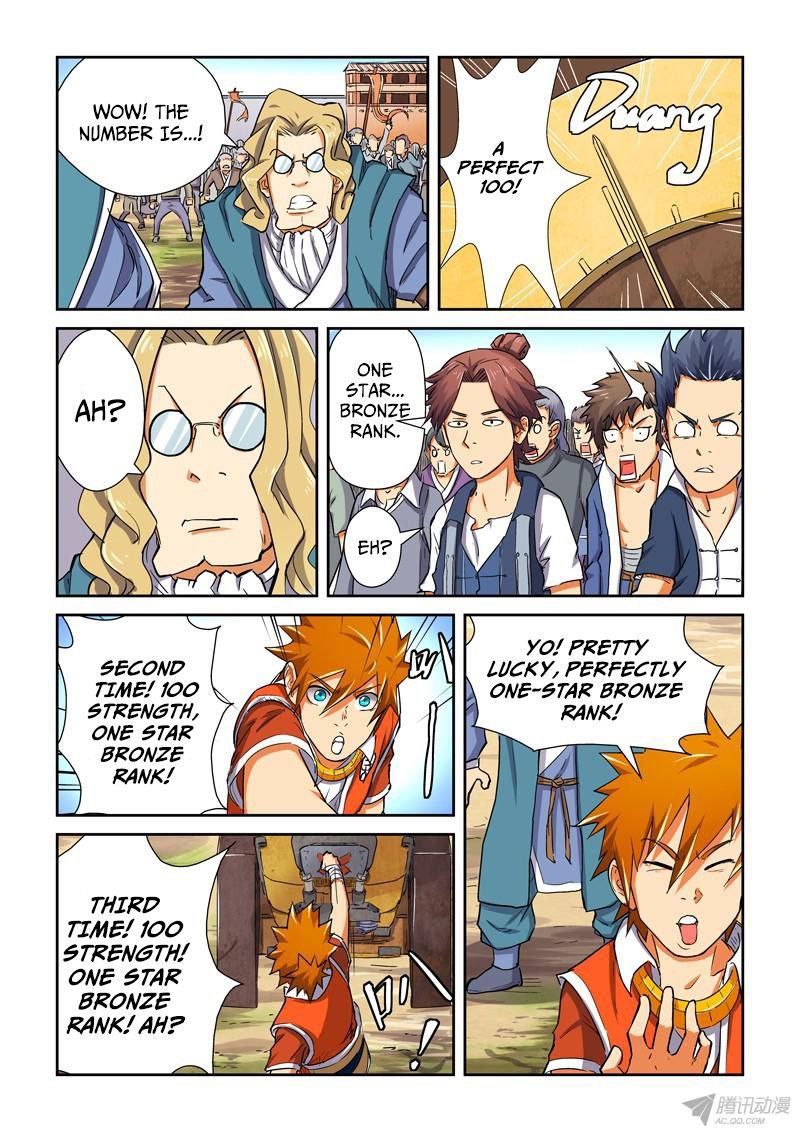 WOW! THE
NUMBER IS...!
A
PERFECT
100!
Duang
AH?
ONE
STAR...
BRONZE
RANK.
EH?
SECOND
TIME! 100
STRENGTH,
ONE STAR
BRONZE
RANK!
YO! PRETTY
LUCKY, PERFECTLY
ONE-STAR BRONZE
RANK!
THIRD
TIME! 100
STRENGTH!
ONE STAR
BRONZE
RANK! AH?
腾讯动漫
AC.QQ.COM